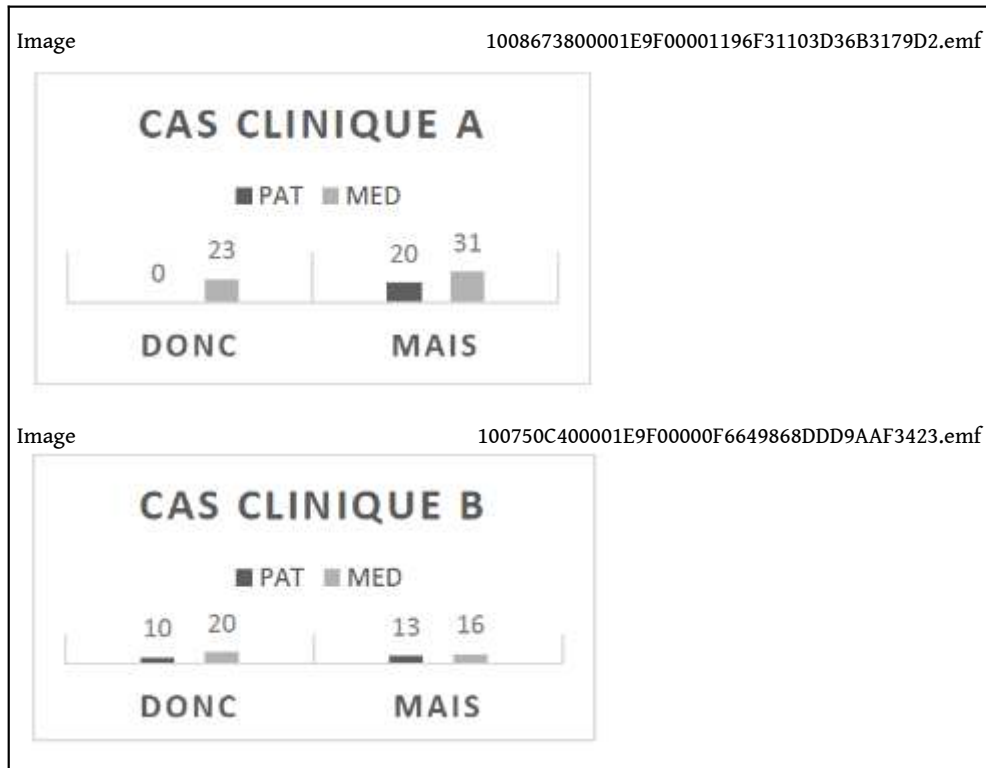 Image 1008673800001E9F00001196F31103D36B3179D2.emf
CAS CLINIQUE A
PAT MED
0 23 20 31
DONC MAIS
Image 100750C400001E9F00000F6649868DDD9AAF3423.emf
CAS CLINIQUE B
PAT MED
10 20 13 16
DONC MAIS